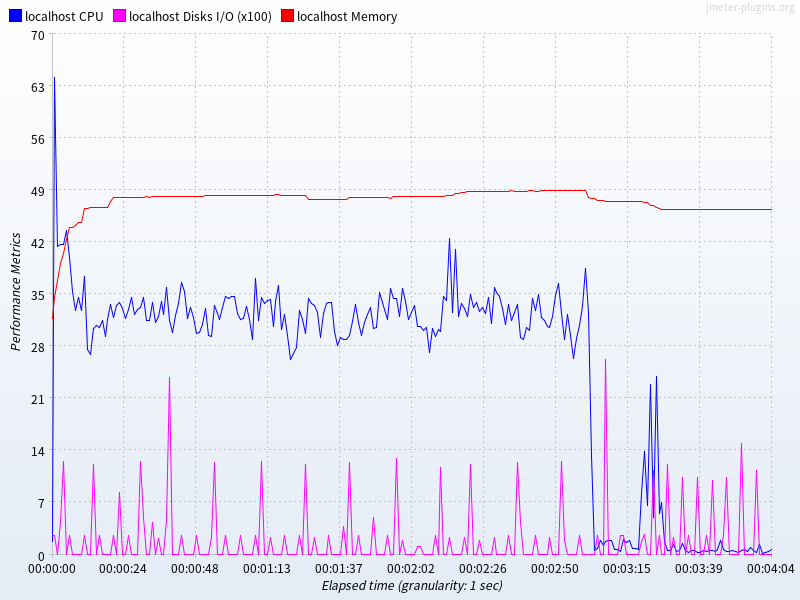 jmeter-plugins.org
localhost CPU localhost Disks I/O (x100) localhost Memory
70
63
56
49
42
35
28
21
14
7
0
Performance Metrics
00:00:00 00:00:24 00:00:48 00:01:13 00:01:37 00:02:02 00:02:26 00:02:50 00:03:15 00:03:39 00:04:04
Elapsed time (granularity: 1 sec)